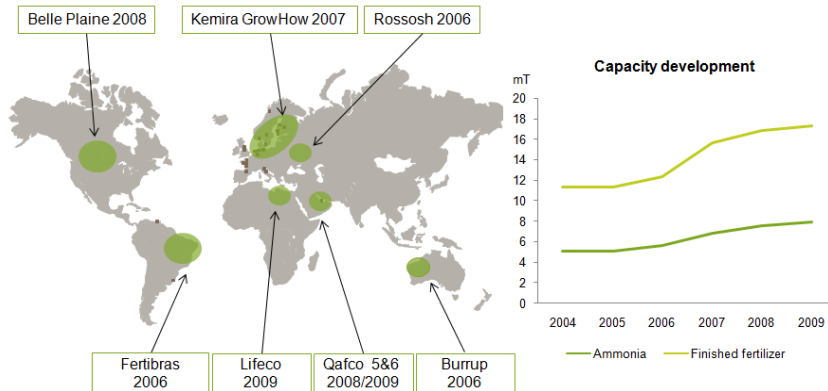 Belle Plaine 2008
Kemira GrowHow 2007
Rossosh 2006
Capacity development
mT
20
18
16
14
12
10
8
6
4
2
0
2004 2005 2006 2007 2008 2009
Ammonia Finished fertilizer
Fertibras
2006
Lifeco
2009
Qafco 5&6
2008/2009
Burrup
2006